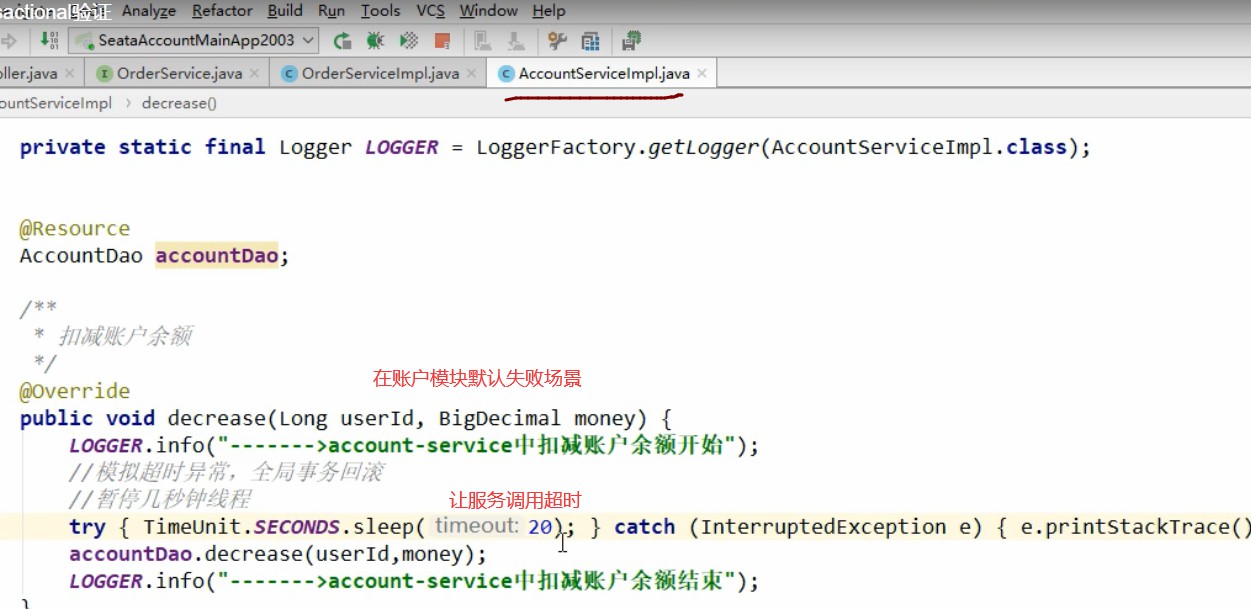 sactional验证
Analyze Refactor Build Run Tools VCS Window Help
SeataAccountMainApp2003
ller.java OrderService.java OrderServiceImpl.java AccountServiceImpl.java
ountServiceImpl › decrease()
private static final Logger LOGGER = LoggerFactory.getLogger(AccountServiceImpl.class);
@Resource
AccountDao accountDao;
/**
* 扣减账户余额
*/
在账户模块默认失败场景
@Override
public void decrease(Long userId, BigDecimal money) {
LOGGER.info("------->account-service中扣减账户余额开始");
//模拟超时异常，全局事务回滚
//暂停几秒钟线程
让服务调用超时
try { TimeUnit.SECONDS.sleep( timeout: 20); } catch (InterruptedException e) { e.printStackTrace()
accountDao.decrease(userId,money);
LOGGER.info("------->account-service中扣减账户余额结束");
}